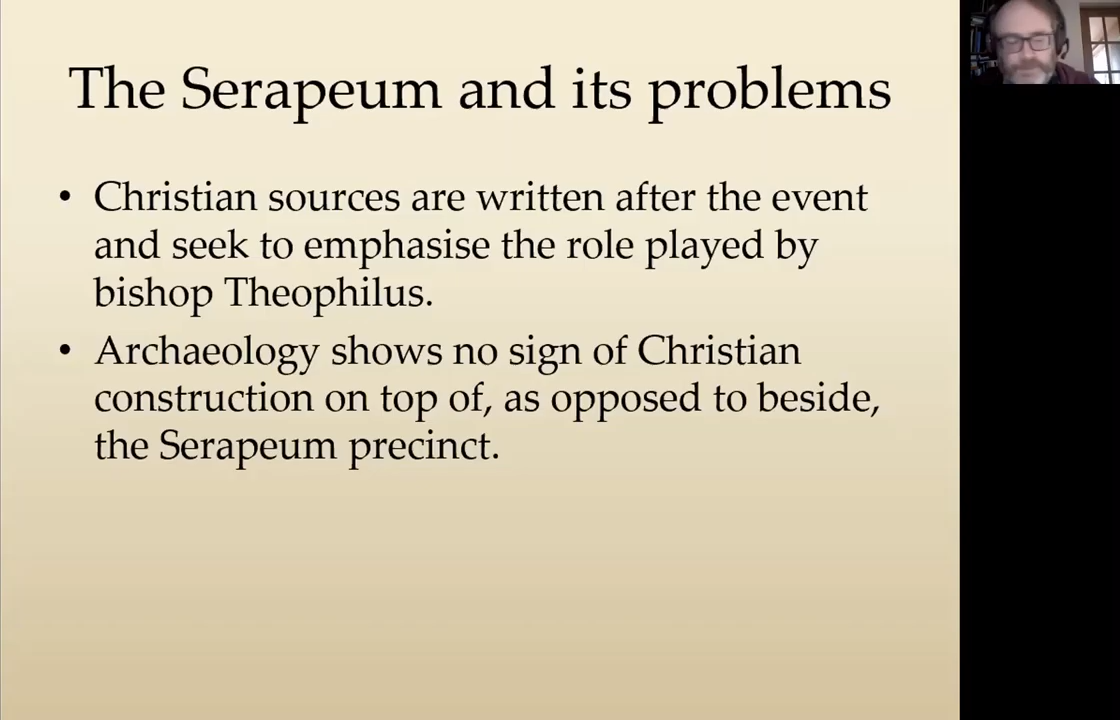 The Serapeum and its problems
• Christian sources are written after the event
and seek to emphasise the role played by
bishop Theophilus.
• Archaeology shows no sign of Christian
construction on top of, as opposed to beside,
the Serapeum precinct.